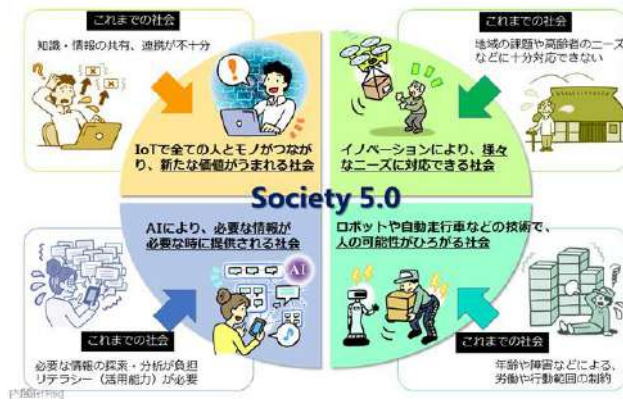 これまでの社会
知識・情報の共有、連携が不十分
IoTで全ての人とモノがつなが
り、新たな価値がうまれる社会
これまでの社会
地域の課題や高齢者のニーズ
などに十分対応できない
イノベーションにより、様々
なニーズに対応できる社会
Society 5.0
AIにより、必要な情報が
必要な時に提供される社会
AI
これまでの社会
必要な情報の探索・分析が負担
リテラシー（活用能力）が必要
ロボットや自動走行車などの技術で、
人の可能性がひろがる社会
これまでの社会
年齢や障害などによる、
労働や行動範囲の制約